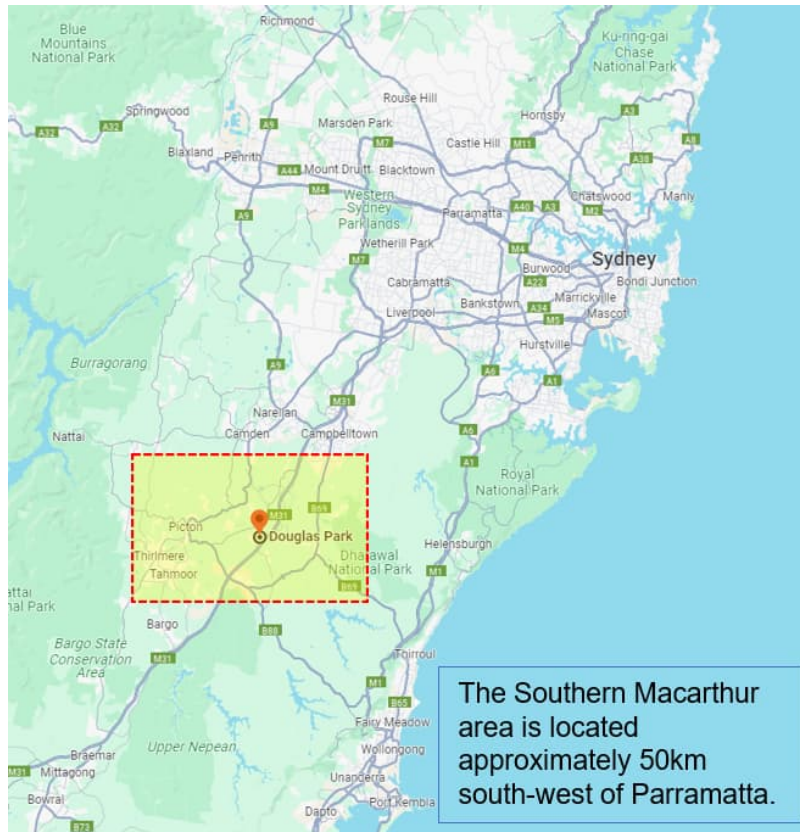 Blue
Mountains
National Park
Richmond
Ku-ring-gai
Chase
National Park
Rouse Hill
Springwood
Hornsby
A9
Marsden Park
A3
A32
A32
M7
Castle Hill
M11
A8
Blaxland
Penrith
A38
A44
Mount Druitt
Blacktown
M4
Western
Sydney
Parklands
Chatswood
Manly
A9
Parramatta
A40
A3
M2
Wetherill Park
M4
Sydney
M7
Cabramatta
Burwood
Bondi Junction
A22
Bankstown
Marrickville
A34
Liverpool
M5
Mascot
Hurstville
Burragorang
A9
A6
A1
Narellan
M31
Nattai
Camden
Campbelltown
A6
A1
Royal
National Park
B69
M31
Picton
Douglas Park
Helensburgh
Thirlmere
Dharawal
National Park
Tahmoor
M1
B69
Bargo
B88
Bargo State
Conservation
Area
M31
Thirroul
M1
B65
Fairy Meadow
Upper Nepean
Wollongong
Braemar
M31
Mittagong
Unanderra
Port Kembla
Bowral
Dapto
B73
The Southern Macarthur
area is located
approximately 50km
south-west of Parramatta.